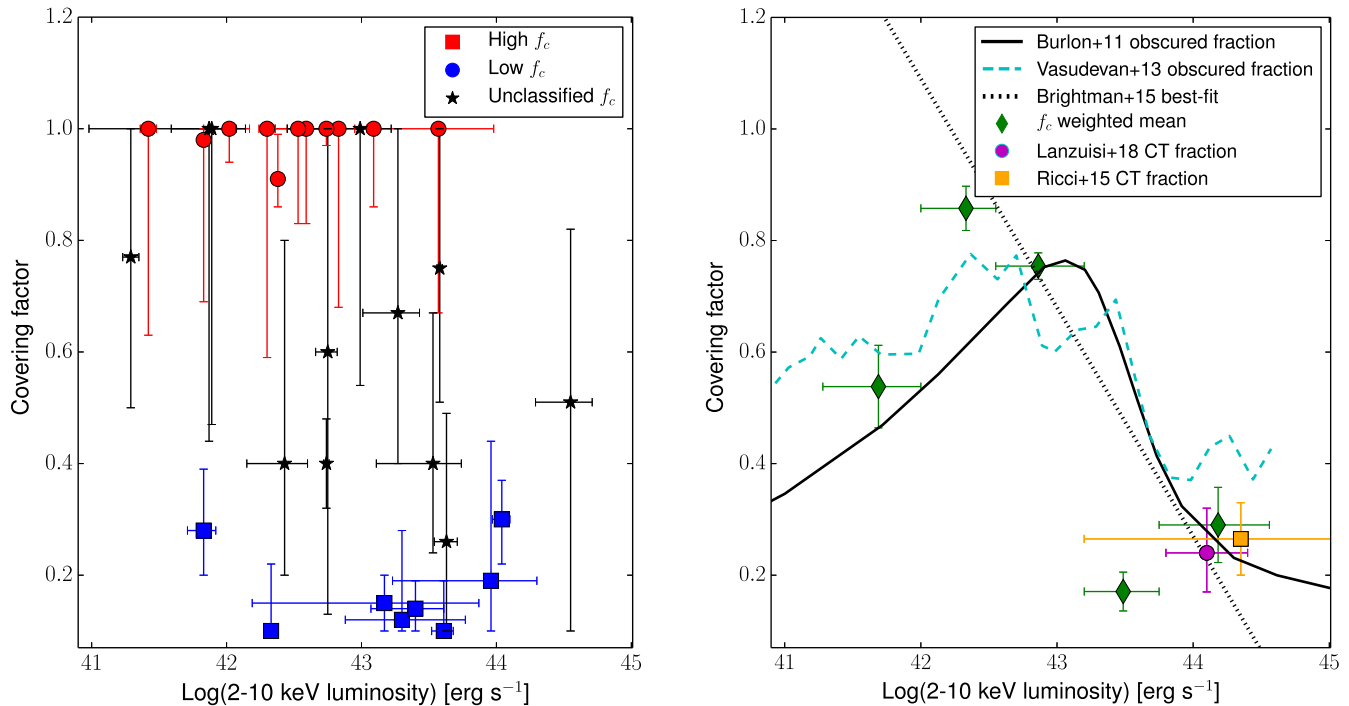 1.2
1.0
0.8
0.6
0.4
0.2
Covering factor
41
42
43
44
45
Log(2-10 keV luminosity) [erg s⁻¹]
High f_c
Low f_c
Unclassified f_c
1.2
1.0
0.8
0.6
0.4
0.2
Covering factor
41
42
43
44
45
Log(2-10 keV luminosity) [erg s⁻¹]
Burlon+11 obscured fraction
Vasudevan+13 obscured fraction
Brightman+15 best-fit
f_c weighted mean
Lanzuisi+18 CT fraction
Ricci+15 CT fraction